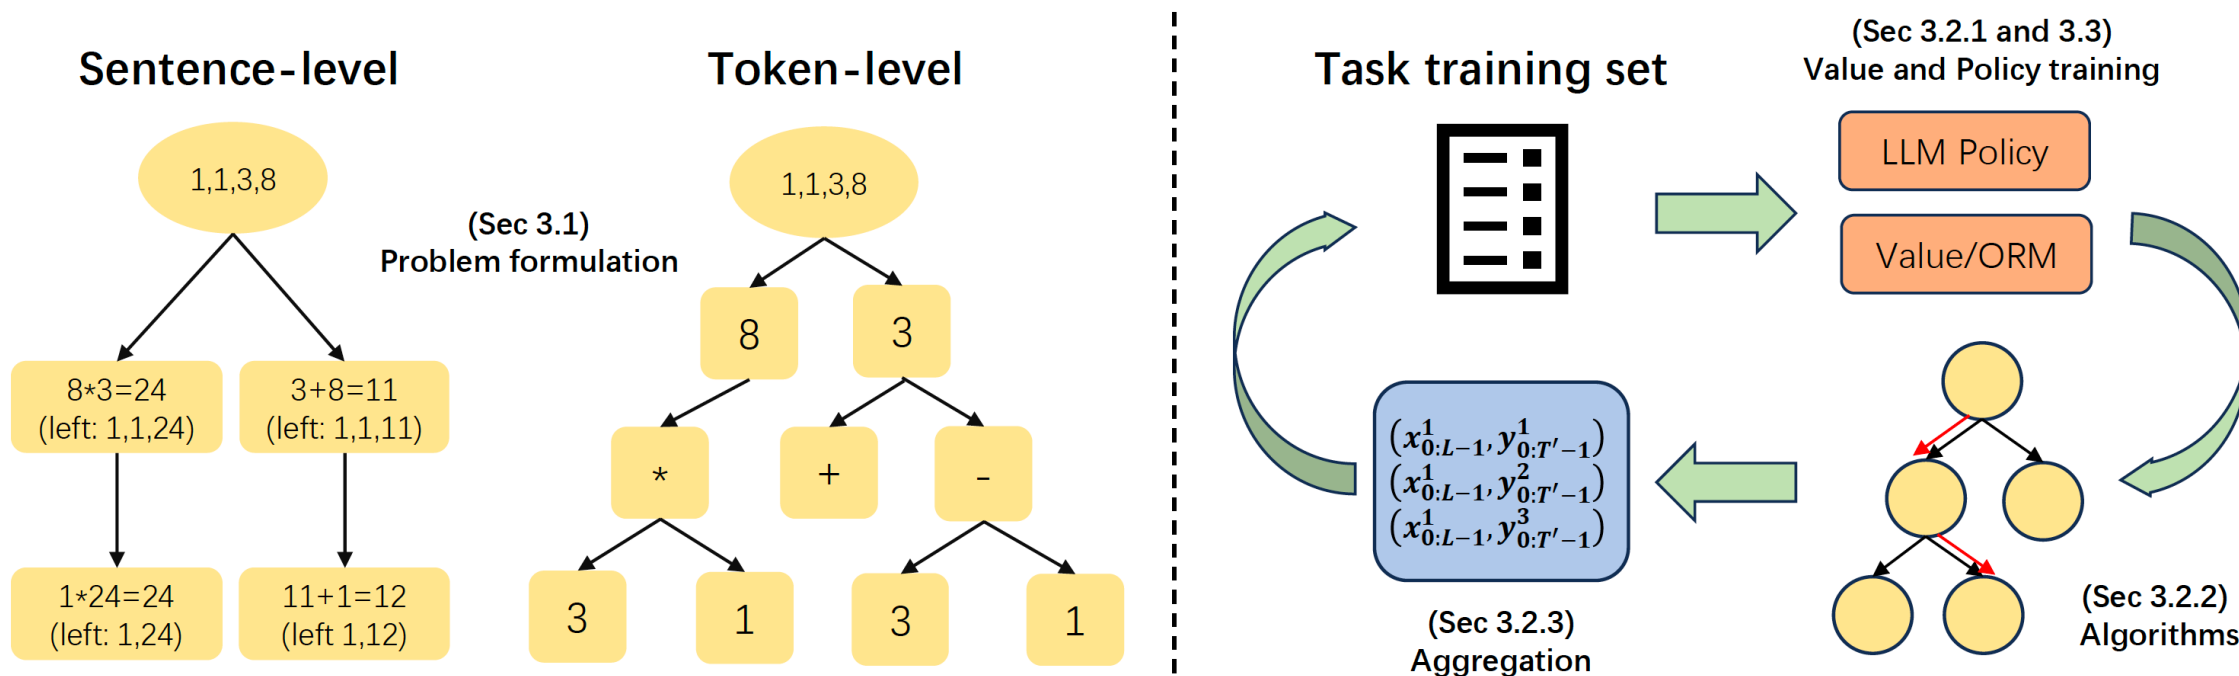 Sentence-level
1,1,3,8
8*3=24
(left: 1,1,24)
3+8=11
(left: 1,1,11)
1*24=24
(left: 1,24)
11+1=12
(left 1,12)
(Sec 3.1)
Problem formulation
Token-level
1,1,3,8
8
3
*
+
-
3
1
3
1
Task training set
(Sec 3.2.1 and 3.3)
Value and Policy training
LLM Policy
Value/ORM
(x^1_{0:L−1}, y^1_{0:T′−1})
(x^1_{0:L−1}, y^2_{0:T′−1})
(x^1_{0:L−1}, y^3_{0:T′−1})
(Sec 3.2.3)
Aggregation
(Sec 3.2.2)
Algorithms